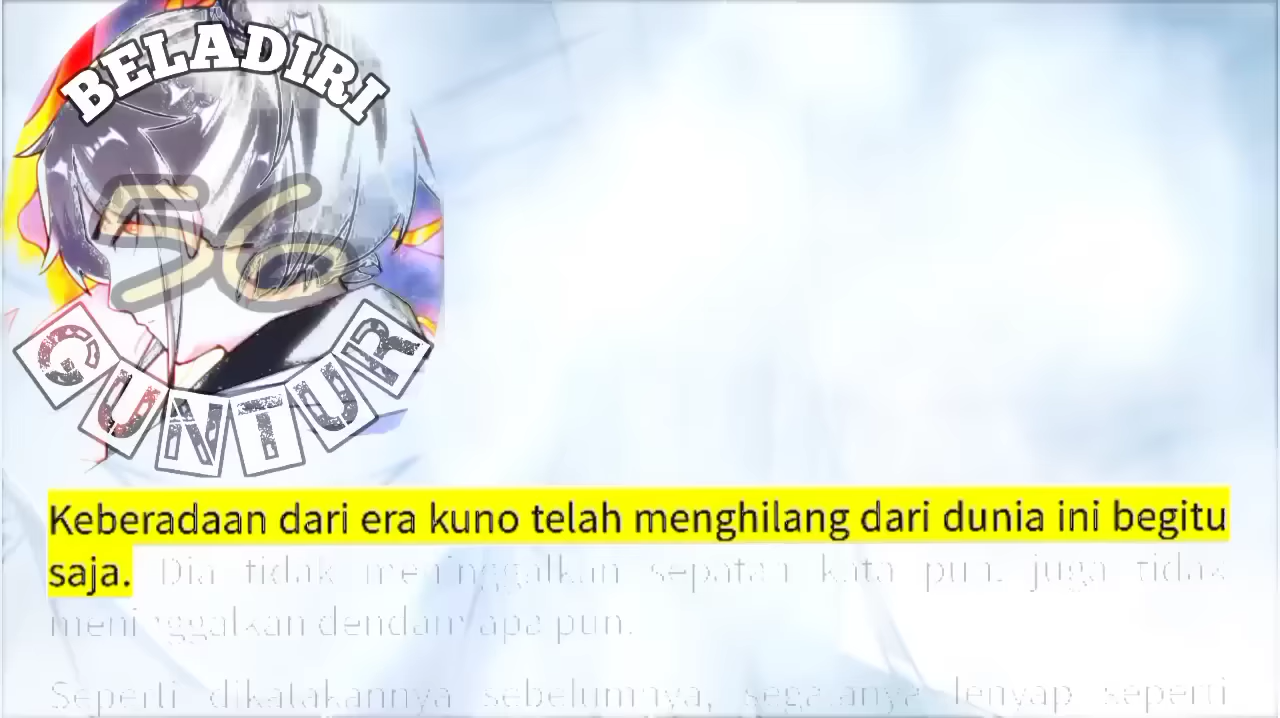 BELADIRI
56
GUNTUR
Keberadaan dari era kuno telah menghilang dari dunia ini begitu
saja. Dia tidak meninggalkan sepatah kata pun. juga tidak
meninggalkan dendam apa pun.
Seperti dikatakannya sebelumnya, segalanya lenyap seperti